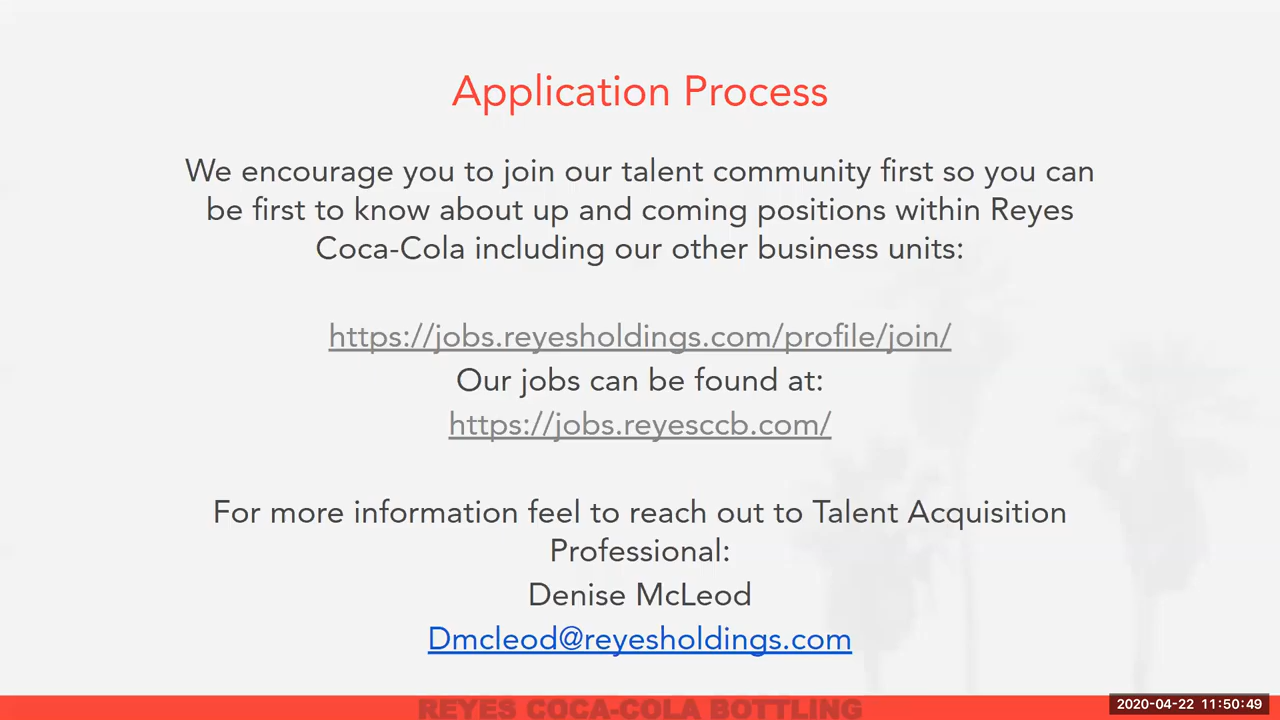 Application Process
We encourage you to join our talent community first so you can
be first to know about up and coming positions within Reyes
Coca-Cola including our other business units:
https://jobs.reyesholdings.com/profile/join/
Our jobs can be found at:
https://jobs.reyesccb.com/
For more information feel to reach out to Talent Acquisition
Professional:
Denise McLeod
Dmcleod@reyesholdings.com
REYES COCA-COLA BOTTLING
2020-04-22 11:50:49